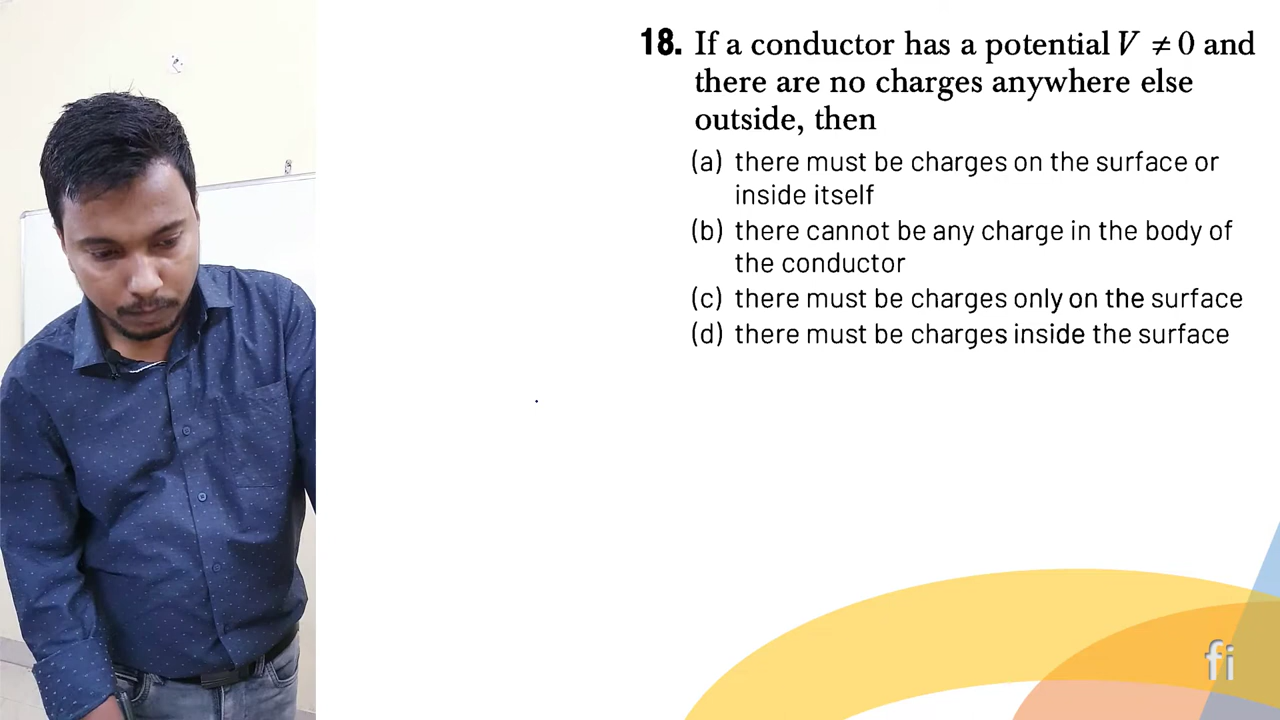 18. If a conductor has a potential V ≠ 0 and
there are no charges anywhere else
outside, then
(a) there must be charges on the surface or
inside itself
(b) there cannot be any charge in the body of
the conductor
(c) there must be charges only on the surface
(d) there must be charges inside the surface
fi